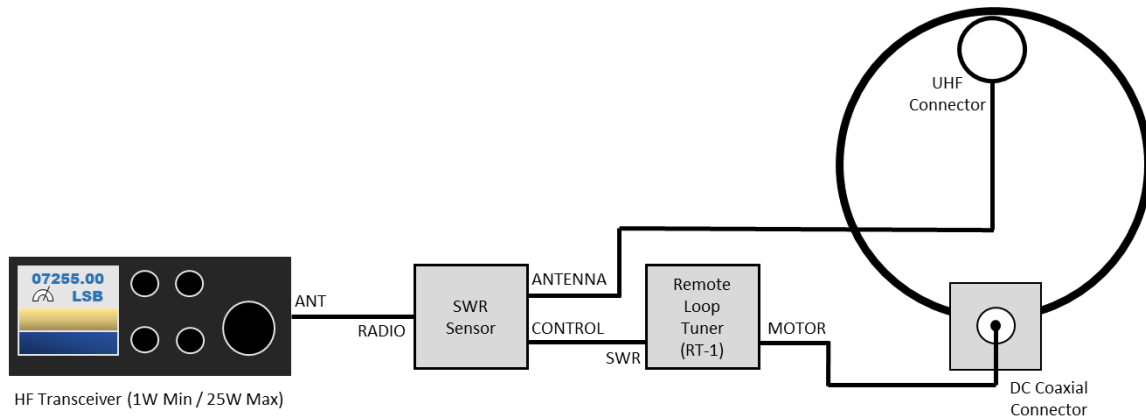 UHF
Connector
07255.00
LSB
ANT
RADIO
SWR
Sensor
ANTENNA
CONTROL
SWR
Remote
Loop
Tuner
(RT-1)
MOTOR
DC Coaxial
Connector
HF Transceiver (1W Min / 25W Max)